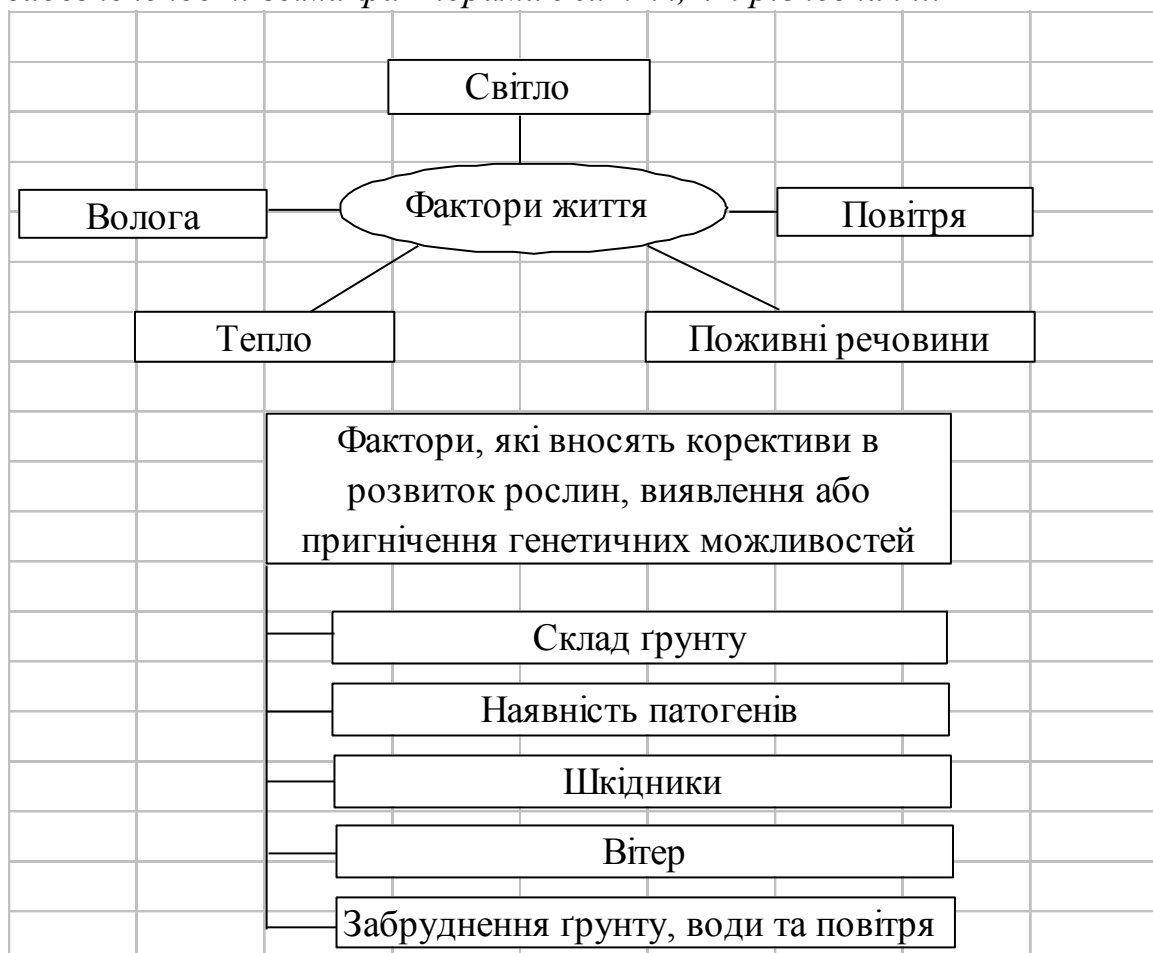 Світло
Фактори життя
Волога
Повітря
Тепло
Поживні речовини
Фактори, які вносять корективи в
розвиток рослин, виявлення або
пригнічення генетичних можливостей
Склад ґрунту
Наявність патогенів
Шкідники
Вітер
Забруднення ґрунту, води та повітря